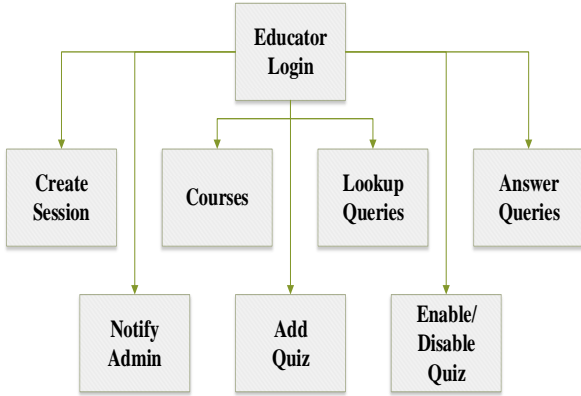 Educator
Login
Create
Session
Courses
Lookup
Queries
Answer
Queries
Notify
Admin
Add
Quiz
Enable/
Disable
Quiz